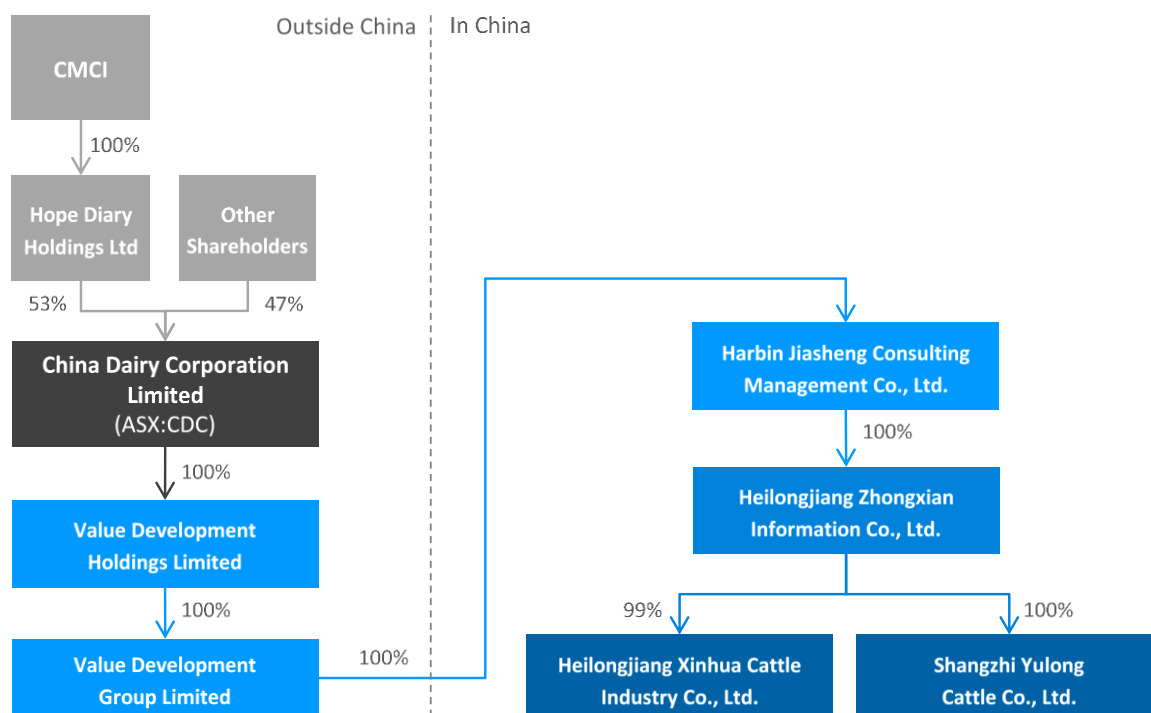 Outside China
In China
CMCI
100%
Hope Diary
Holdings Ltd
Other
Shareholders
53%
47%
China Dairy Corporation
Limited
(ASX:CDC)
100%
Value Development
Holdings Limited
100%
Value Development
Group Limited
100%
Harbin Jiasheng Consulting
Management Co., Ltd.
100%
Heilongjiang Zhongxian
Information Co., Ltd.
99%
100%
Heilongjiang Xinhua Cattle
Industry Co., Ltd.
Shangzhi Yulong
Cattle Co., Ltd.